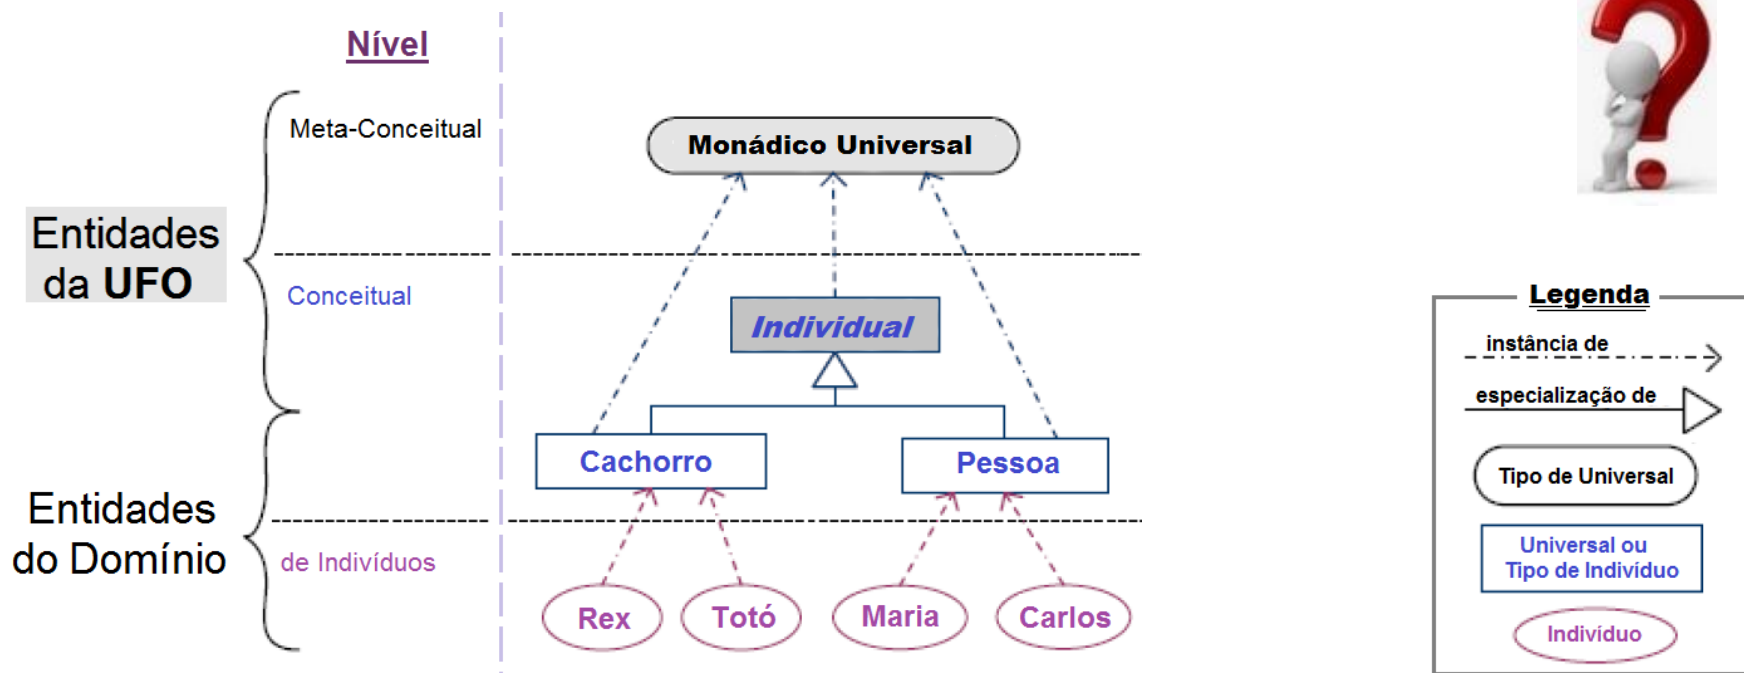 Nível
Meta-Conceitual
Monádico Universal
Entidades
da UFO
Conceitual
Individual
Cachorro
Pessoa
Entidades
do Domínio
de Indivíduos
Rex
Totó
Maria
Carlos
Legenda
instância de
especialização de
Tipo de Universal
Universal ou
Tipo de Indivíduo
Indivíduo